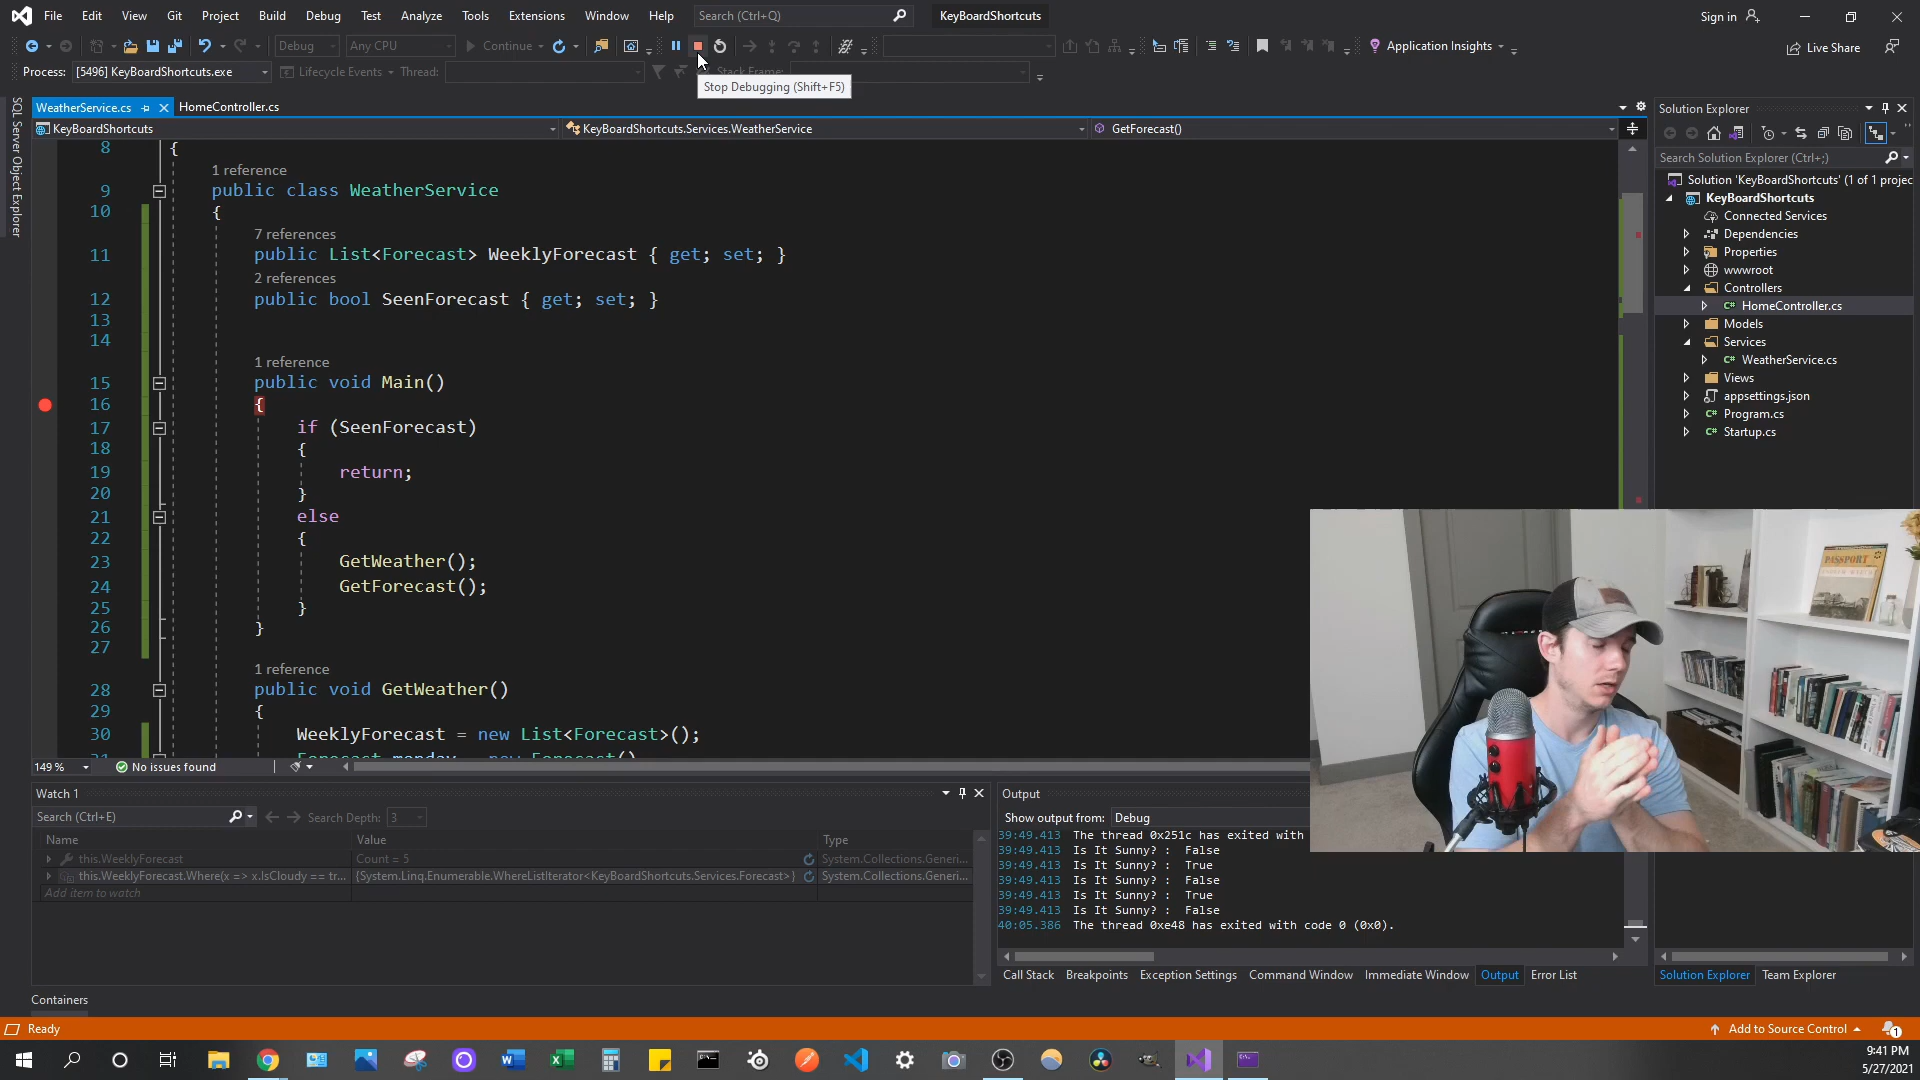 File Edit View Git Project Build Debug Test Analyze Tools Extensions Window Help Search (Ctrl+Q) KeyBoardShortcuts Sign in
Debug Any CPU Continue Application Insights Live Share
Process: [5496] KeyBoardShortcuts.exe Lifecycle Events Thread: Stack Frame:
Stop Debugging (Shift+F5)
SQL Server Object Explorer
WeatherService.cs HomeController.cs
KeyBoardShortcuts KeyBoardShortcuts.Services.WeatherService GetForecast()
8 {
1 reference
9 public class WeatherService
10 {
7 references
11 public List<Forecast> WeeklyForecast { get; set; }
2 references
12 public bool SeenForecast { get; set; }
13
14
1 reference
15 public void Main()
16 {
17 if (SeenForecast)
18 {
19 return;
20 }
21 else
22 {
23 GetWeather();
24 GetForecast();
25 }
26 }
27
1 reference
28 public void GetWeather()
29 {
30 WeeklyForecast = new List<Forecast>();
31 Forecast monday = new Forecast()
149 % No issues found
Solution Explorer
Search Solution Explorer (Ctrl+;)
Solution 'KeyBoardShortcuts' (1 of 1 projec
KeyBoardShortcuts
Connected Services
Dependencies
Properties
wwwroot
Controllers
C# HomeController.cs
Models
Services
C# WeatherService.cs
Views
appsettings.json
C# Program.cs
C# Startup.cs
PASSPORT
Watch 1
Search (Ctrl+E) Search Depth: 3
Name Value Type
this.WeeklyForecast Count = 5 System.Collections.Generi...
this.WeeklyForecast.Where(x => x.IsCloudy == tr... {System.Linq.Enumerable.WhereListIterator<KeyBoardShortcuts.Services.Forecast>} System.Collections.Generi...
Add item to watch
Output
Show output from: Debug
39:49.413 The thread 0x251c has exited with
39:49.413 Is It Sunny? : False
39:49.413 Is It Sunny? : True
39:49.413 Is It Sunny? : False
39:49.413 Is It Sunny? : True
39:49.413 Is It Sunny? : False
40:05.386 The thread 0xe48 has exited with code 0 (0x0).
Call Stack Breakpoints Exception Settings Command Window Immediate Window Output Error List
Solution Explorer Team Explorer
Containers
Ready Add to Source Control 1
9:41 PM
5/27/2021